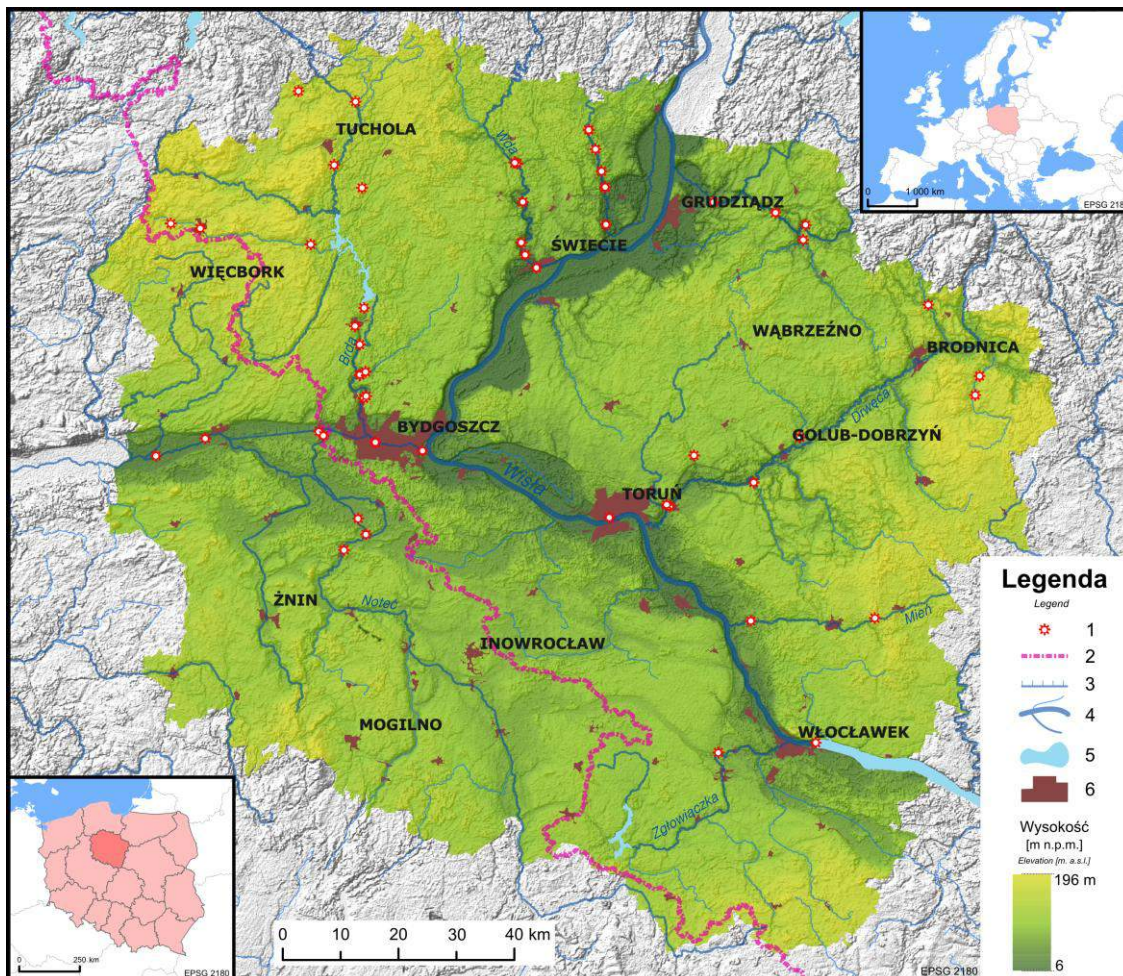 TUCHOLA
Wda
GRUDZIĄDZ
ŚWIECIE
WIĘCBORK
WĄBRZEŹNO
BRODNICA
Brda
Drwęca
BYDGOSZCZ
GOLUB-DOBRZYŃ
Wisła
TORUŃ
ŻNIN
Noteć
Mień
INOWROCŁAW
MOGILNO
WŁOCŁAWEK
Zgłowiączka
0 1 000 km
EPSG 2180
Legenda
Legend
1
2
3
4
5
6
Wysokość
[m n.p.m.]
Elevation [m. a.s.l.]
196 m
6
0 250 km
EPSG 2180
0 10 20 30 40 km
EPSG 2180